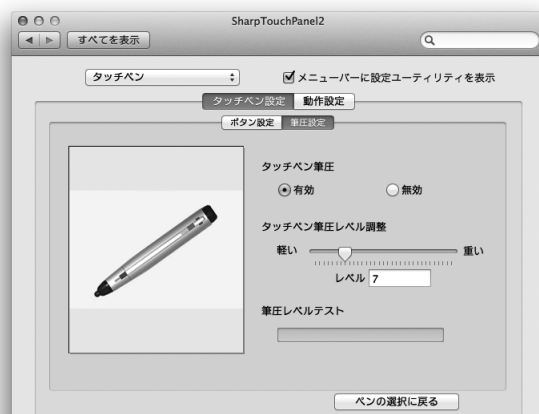 SharpTouchPanel2
すべてを表示
タッチペン
メニューバーに設定ユーティリティを表示
タッチペン設定 動作設定
ボタン設定 筆圧設定
タッチペン筆圧
有効 無効
タッチペン筆圧レベル調整
軽い 重い
レベル 7
筆圧レベルテスト
ペンの選択に戻る